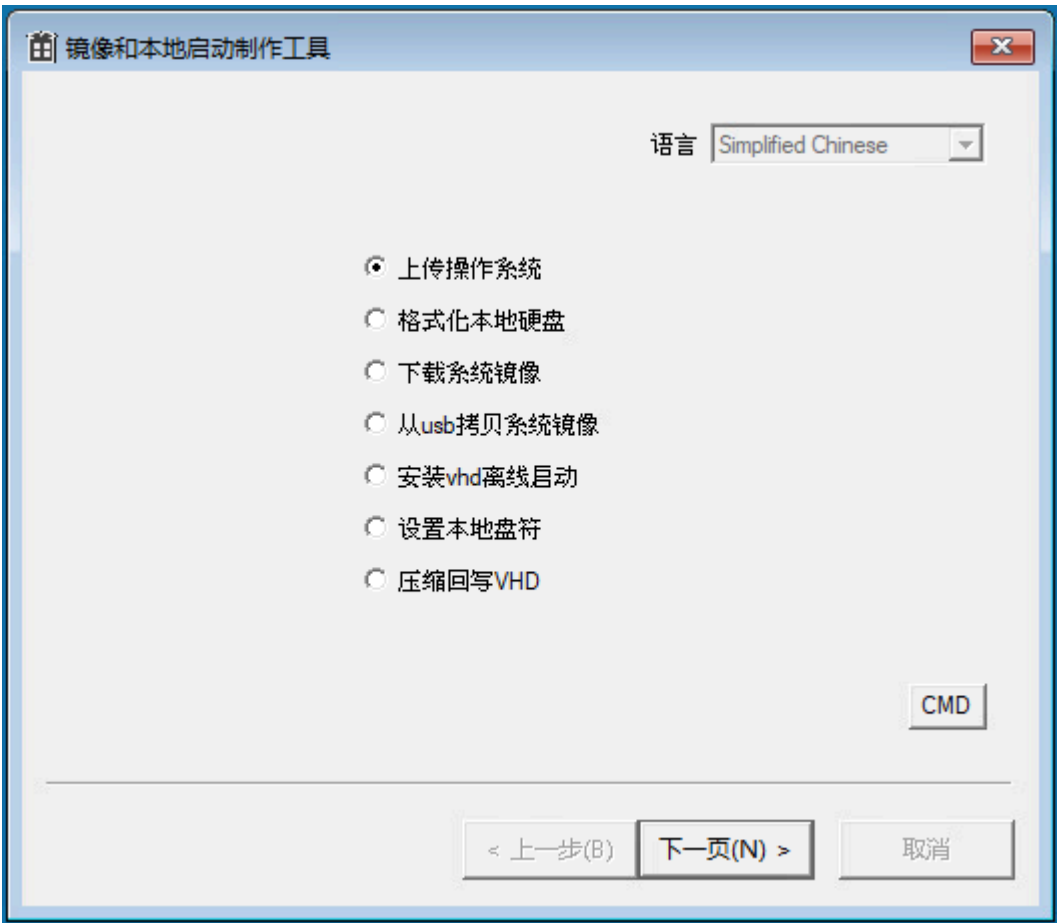 镜像和本地启动制作工具
语言 Simplified Chinese
上传操作系统
格式化本地硬盘
下载系统镜像
从usb拷贝系统镜像
安装vhd离线启动
设置本地盘符
压缩回写VHD
CMD
< 上一步(B) 下一页(N) > 取消